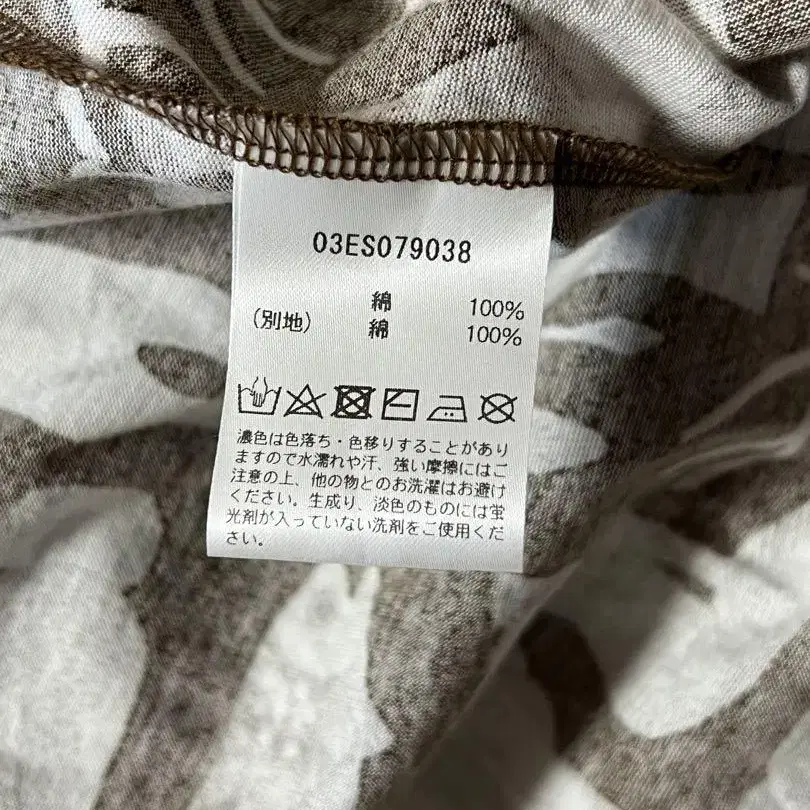 03ES079038
綿 100%
(別地) 綿 100%
濃色は色落ち・色移りすることがあり
ますので水濡れや汗、強い摩擦にはご
注意の上、他の物とのお洗濯はお避け
ください。生成り、淡色のものには蛍
光剤が入っていない洗剤をご使用くだ
さい。